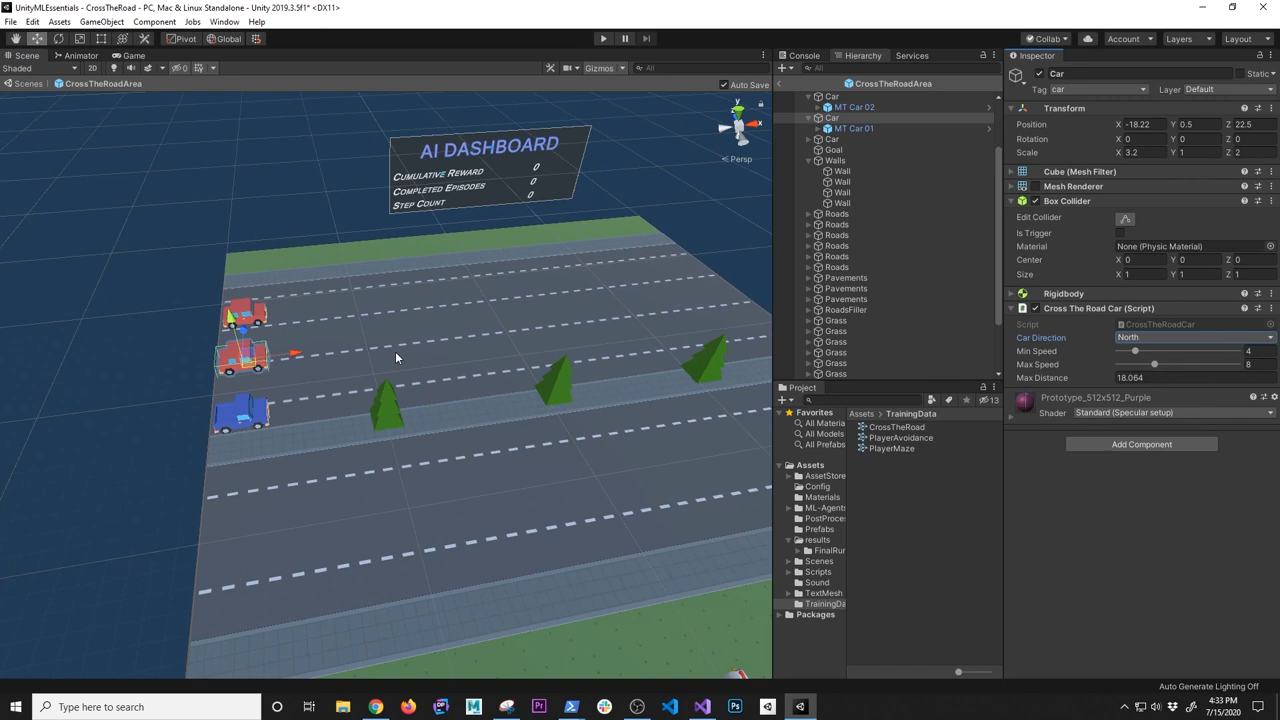 UnityMLEssentials - CrossTheRoad - PC, Mac & Linux Standalone - Unity 2019.3.5f1* <DX11>
File Edit Assets GameObject Component Jobs Window Help
Pivot Global Collab Account Layers Layout
Scene Animator Game
Shaded 2D 0 Gizmos All
Scenes CrossTheRoadArea Auto Save
AI DASHBOARD
CUMULATIVE REWARD 0
COMPLETED EPISODES 0
STEP COUNT 0
y
x
Persp
Console Hierarchy Services
All
CrossTheRoadArea
Car
MT Car 02
Car
MT Car 01
Car
Goal
Walls
Wall
Wall
Wall
Wall
Roads
Roads
Roads
Roads
Roads
Roads
Pavements
Pavements
Pavements
RoadsFiller
Grass
Grass
Grass
Grass
Grass
Grass
Project
13
Favorites
All Materia
All Models
All Prefabs
Assets
AssetStore
Config
Materials
ML-Agents
PostProces
Prefabs
results
FinalRun
Scenes
Scripts
Sound
TextMesh
TrainingDa
Packages
Assets TrainingData
CrossTheRoad
PlayerAvoidance
PlayerMaze
Inspector
Car Static
Tag car Layer Default
Transform
Position X -18.22 Y 0.5 Z 22.5
Rotation X 0 Y 0 Z 0
Scale X 3.2 Y 1 Z 2
Cube (Mesh Filter)
Mesh Renderer
Box Collider
Edit Collider
Is Trigger
Material None (Physic Material)
Center X 0 Y 0 Z 0
Size X 1 Y 1 Z 1
Rigidbody
Cross The Road Car (Script)
Script CrossTheRoadCar
Car Direction North
Min Speed 4
Max Speed 8
Max Distance 18.064
Prototype_512x512_Purple
Shader Standard (Specular setup)
Add Component
Auto Generate Lighting Off
Type here to search
4:33 PM
7/15/2020